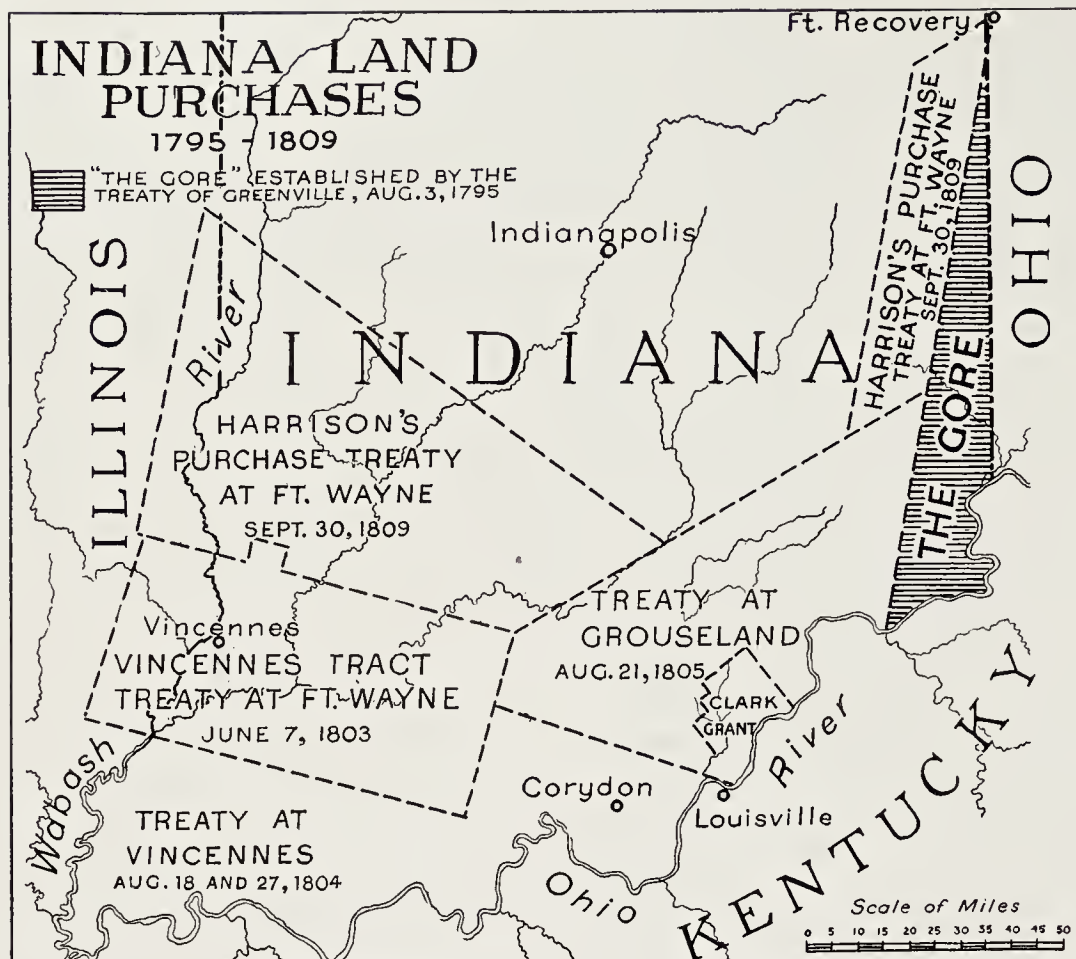 INDIANA LAND
PURCHASES
1795 - 1809
"THE GORE" ESTABLISHED BY THE
TREATY OF GREENVILLE, AUG. 3, 1795
Ft. Recovery
HARRISON'S PURCHASE
TREATY AT FT. WAYNE
SEPT. 30, 1809
THE GORE
OHIO
ILLINOIS
INDIANA
Indianapolis
River
HARRISON'S
PURCHASE TREATY
AT FT. WAYNE
SEPT. 30, 1809
Vincennes
VINCENNES TRACT
TREATY AT FT. WAYNE
JUNE 7, 1803
TREATY AT
GROUSELAND
AUG. 21, 1805
CLARK
GRANT
Wabash
TREATY AT
VINCENNES
AUG. 18 AND 27, 1804
Corydon
Louisville
River
Ohio
KENTUCKY
Scale of Miles
0 5 10 15 20 25 30 35 40 45 50